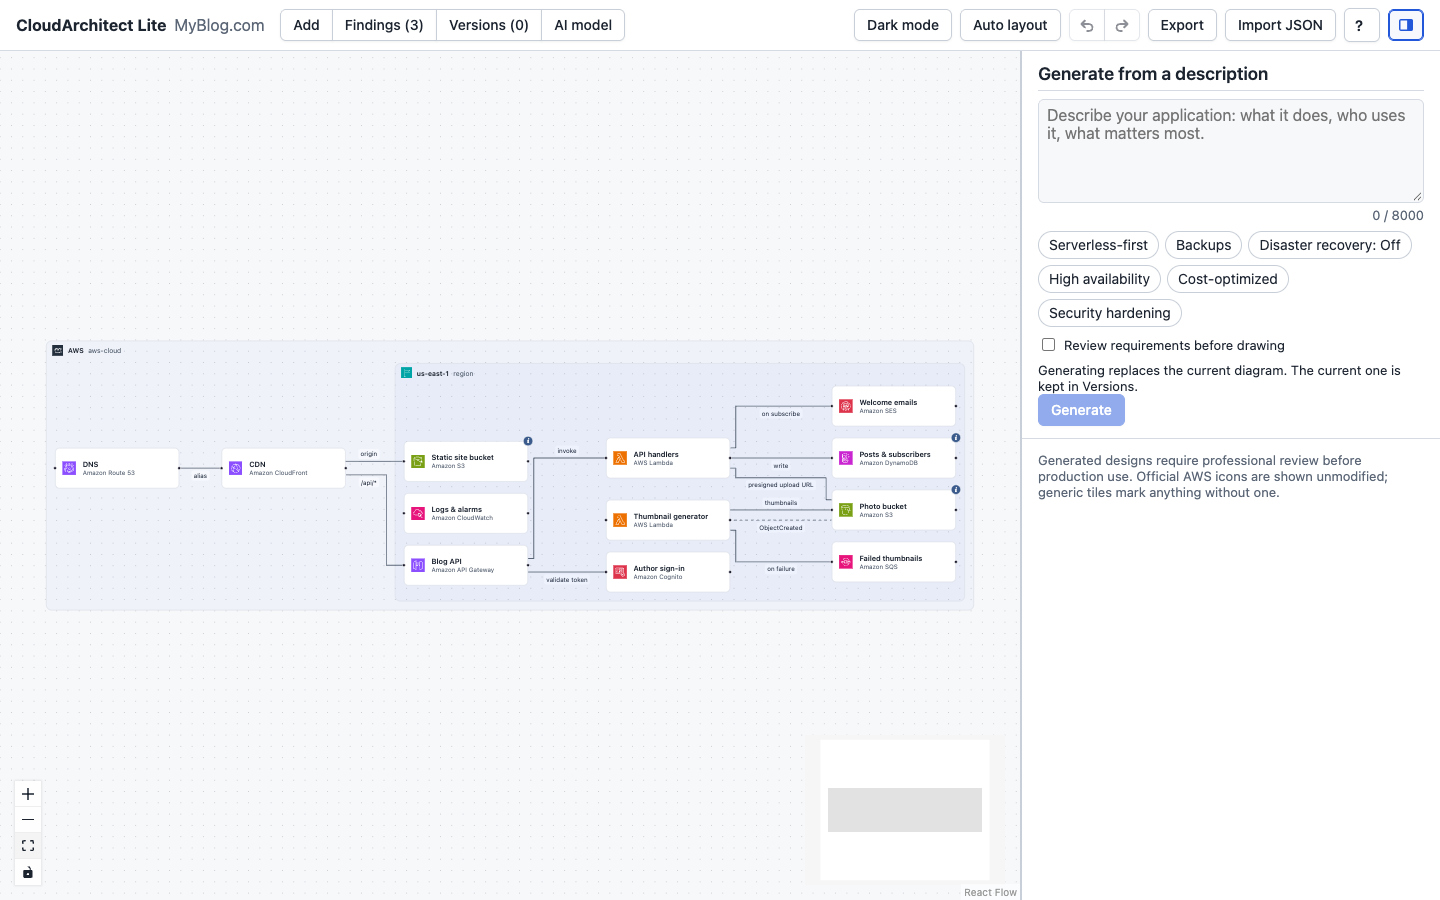 CloudArchitect Lite MyBlog.com Add Findings (3) Versions (0) AI model Dark mode Auto layout Export Import JSON ?
Generate from a description
Describe your application: what it does, who uses
it, what matters most.
0 / 8000
Serverless-first Backups Disaster recovery: Off
High availability Cost-optimized
Security hardening
Review requirements before drawing
Generating replaces the current diagram. The current one is
kept in Versions.
Generate
Generated designs require professional review before
production use. Official AWS icons are shown unmodified;
generic tiles mark anything without one.
AWS aws-cloud
us-east-1 region
DNS
Amazon Route 53
alias
CDN
Amazon CloudFront
origin
/api/*
Static site bucket
Amazon S3
i
Logs & alarms
Amazon CloudWatch
Blog API
Amazon API Gateway
invoke
validate token
API handlers
AWS Lambda
Thumbnail generator
AWS Lambda
Author sign-in
Amazon Cognito
on subscribe
write
presigned upload URL
thumbnails
ObjectCreated
on failure
Welcome emails
Amazon SES
Posts & subscribers
Amazon DynamoDB
i
Photo bucket
Amazon S3
i
Failed thumbnails
Amazon SQS
React Flow